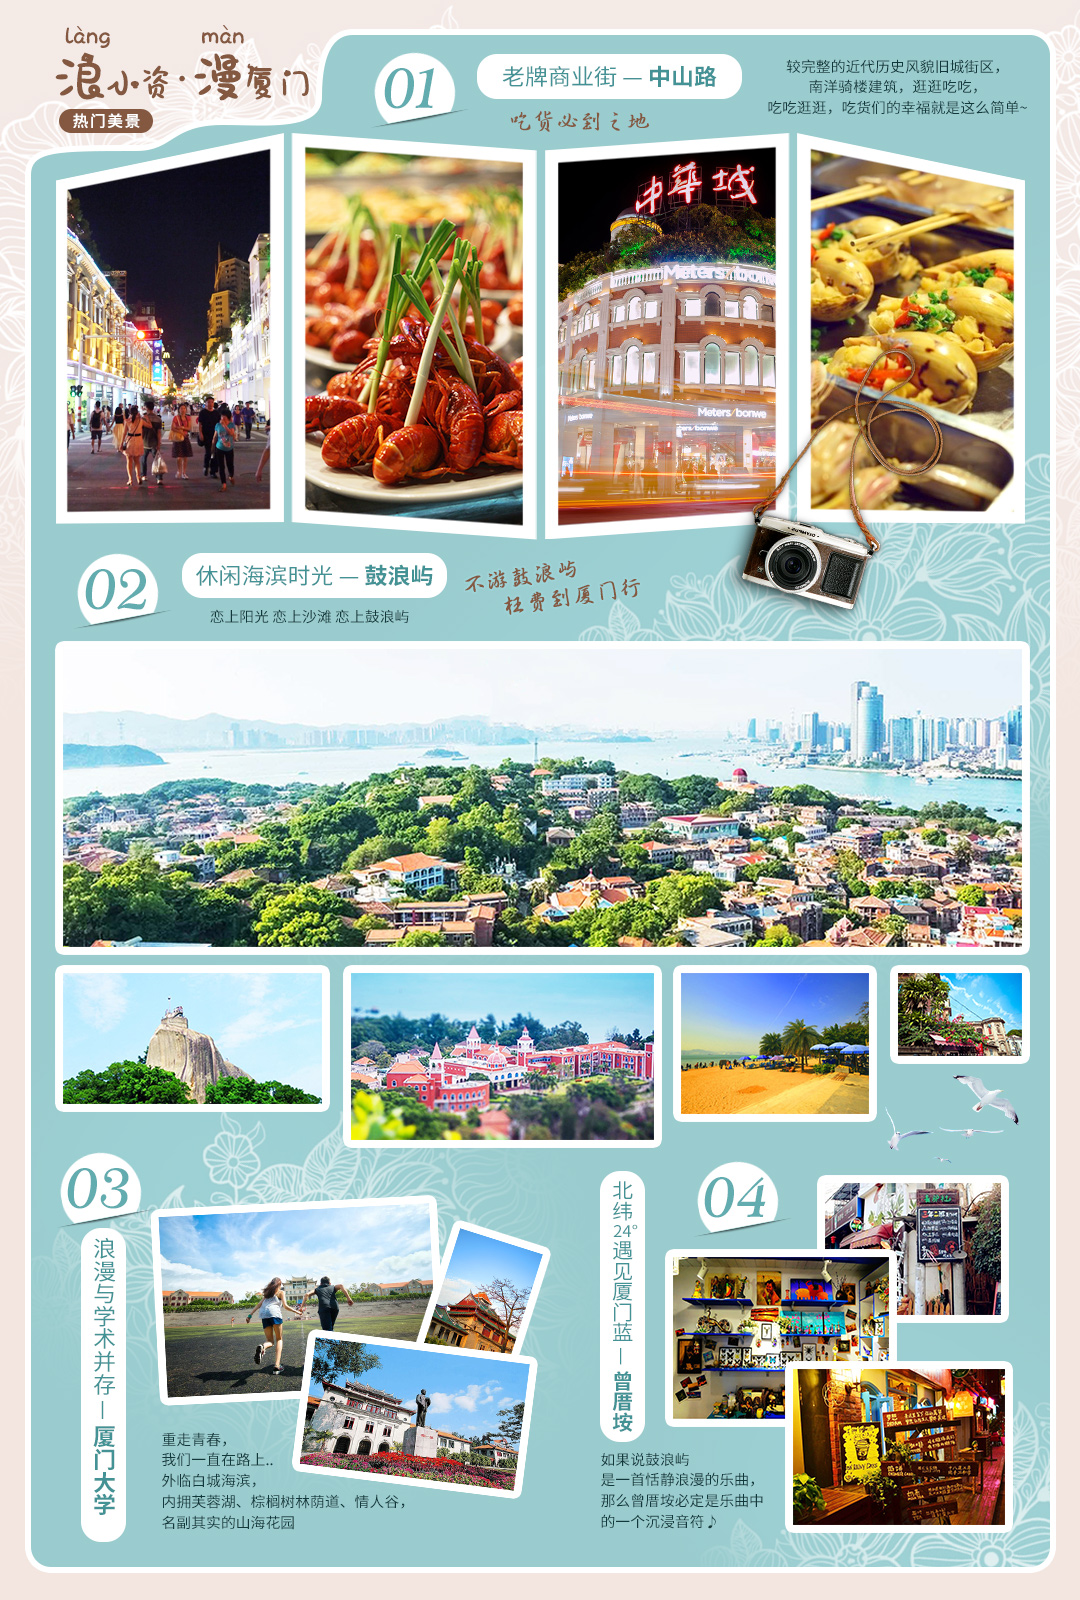 làng màn
浪小资·漫厦门
热门美景
01
老牌商业街 — 中山路
吃货必到之地
较完整的近代历史风貌旧城街区，
南洋骑楼建筑，逛逛吃吃，
吃吃逛逛，吃货们的幸福就是这么简单~
中華城
Meters/bonwe
Meters/bonwe
02
休闲海滨时光 — 鼓浪屿
恋上阳光 恋上沙滩 恋上鼓浪屿
不游鼓浪屿
枉费到厦门行
03
浪漫与学术并存 — 厦门大学
重走青春，
我们一直在路上..
外临白城海滨，
内拥芙蓉湖、棕榈树林荫道、情人谷，
名副其实的山海花园
04
北纬24°遇见厦门蓝 — 曾厝垵
如果说鼓浪屿
是一首恬静浪漫的乐曲，
那么曾厝垵必定是乐曲中
的一个沉浸音符♪